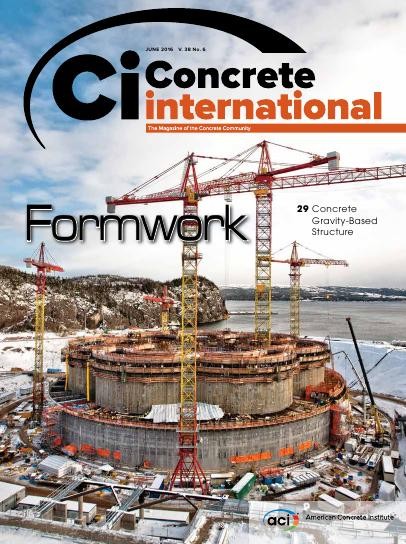 JUNE 2016 V. 38 No. 6
Ci Concrete
international
The Magazine of the Concrete Community
Formwork
29 Concrete
Gravity-Based
Structure
aci American Concrete Institute